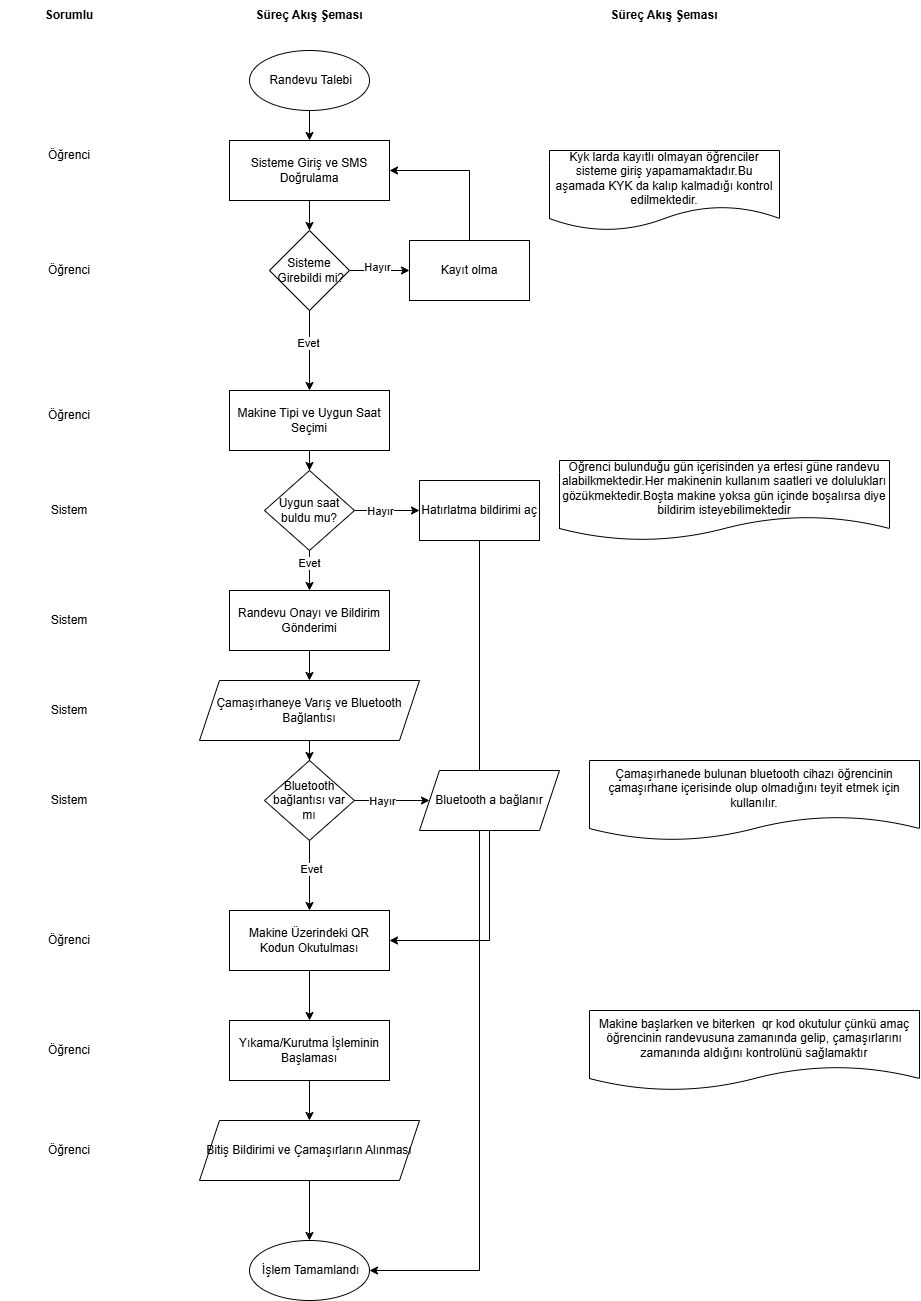 Sorumlu
Süreç Akış Şeması
Süreç Akış Şeması
Randevu Talebi
Öğrenci
Sisteme Giriş ve SMS
Doğrulama
Kyk larda kayıtlı olmayan öğrenciler
sisteme giriş yapamamaktadır.Bu
aşamada KYK da kalıp kalmadığı kontrol
edilmektedir.
Öğrenci
Sisteme
Girebildi mi?
Hayır
Kayıt olma
Evet
Öğrenci
Makine Tipi ve Uygun Saat
Seçimi
Sistem
Uygun saat
buldu mu?
Hayır
Hatırlatma bildirimi aç
Öğrenci bulunduğu gün içerisinden ya ertesi güne randevu
alabilkmektedir.Her makinenin kullanım saatleri ve dolulukları
gözükmektedir.Boşta makine yoksa gün içinde boşalırsa diye
bildirim isteyebilimektedir
Evet
Sistem
Randevu Onayı ve Bildirim
Gönderimi
Sistem
Çamaşırhaneye Varış ve Bluetooth
Bağlantısı
Sistem
Bluetooth
bağlantısı var
mı
Hayır
Bluetooth a bağlanır
Çamaşırhanede bulunan bluetooth cihazı öğrencinin
çamaşırhane içerisinde olup olmadığını teyit etmek için
kullanılır.
Evet
Öğrenci
Makine Üzerindeki QR
Kodun Okutulması
Öğrenci
Yıkama/Kurutma İşleminin
Başlaması
Makine başlarken ve biterken  qr kod okutulur çünkü amaç
öğrencinin randevusuna zamanında gelip, çamaşırlarını
zamanında aldığını kontrolünü sağlamaktır
Öğrenci
Bitiş Bildirimi ve Çamaşırların Alınması
İşlem Tamamlandı